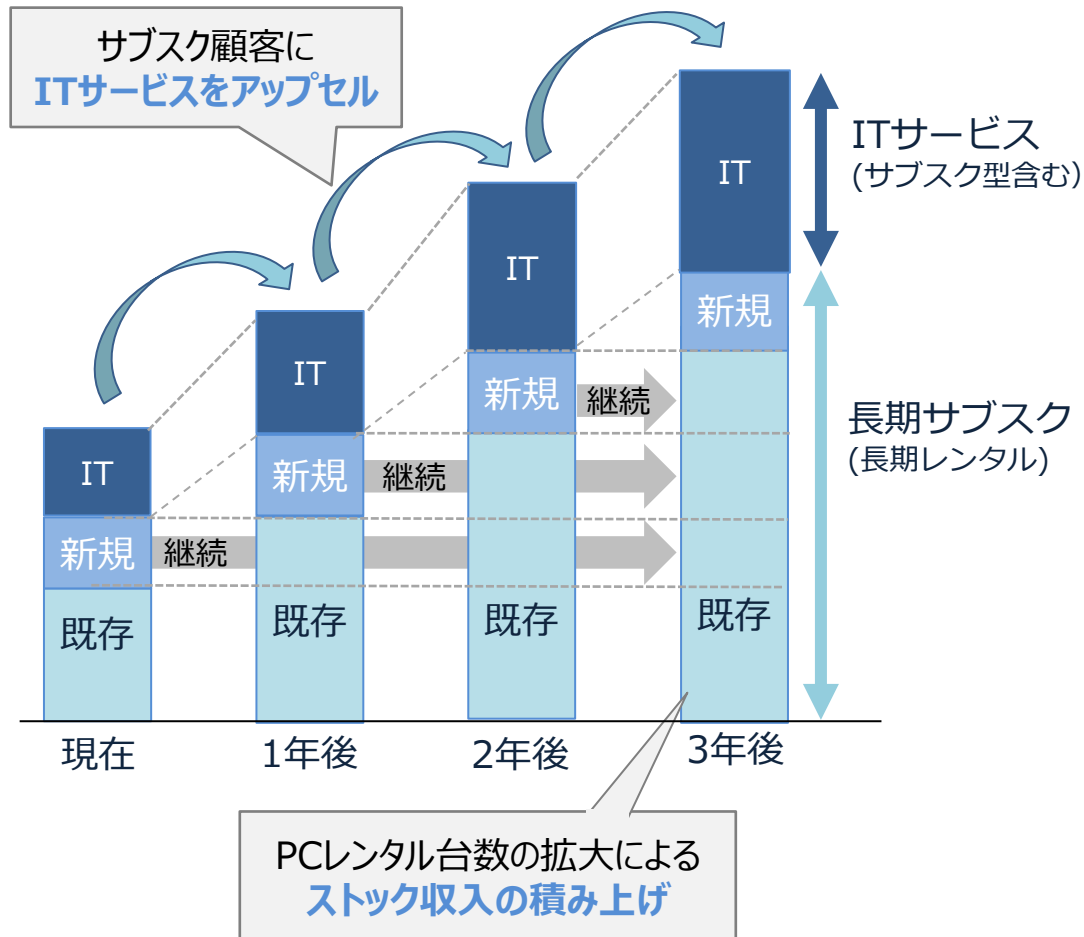 サブスク顧客に
ITサービスをアップセル
IT
ITサービス
(サブスク型含む)
IT
新規
IT
新規
継続
長期サブスク
(長期レンタル)
IT
新規
継続
新規
継続
既存
既存
既存
既存
現在
1年後
2年後
3年後
PCレンタル台数の拡大による
ストック収入の積み上げ